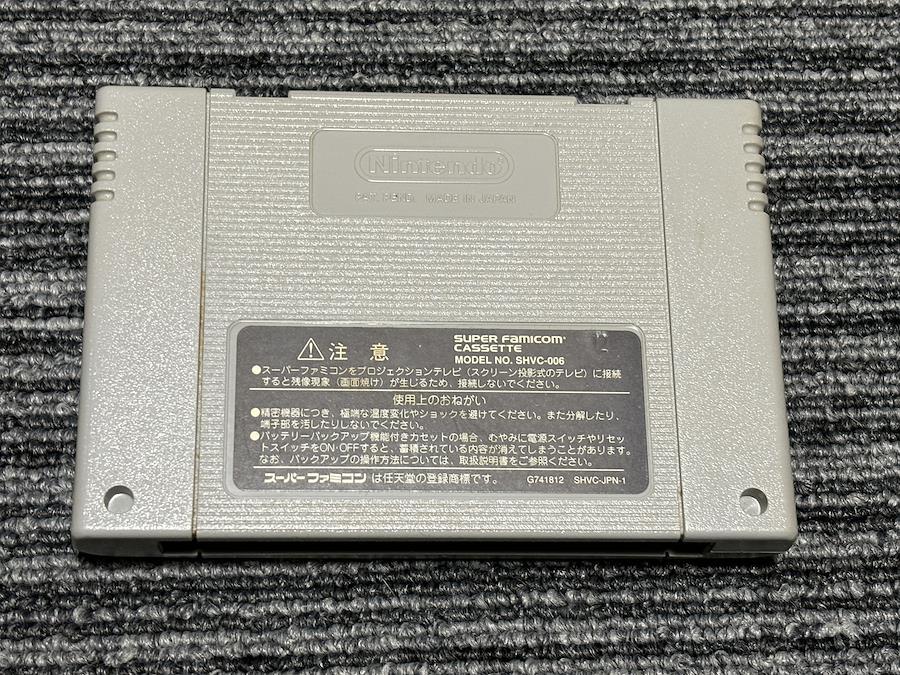 Nintendo
PAT. PEND. MADE IN JAPAN
⚠注意
SUPER FAMICOM
CASSETTE
MODEL NO. SHVC-006
●スーパーファミコンをプロジェクションテレビ（スクリーン投影式のテレビ）に接続
すると残像現象（画面焼け）が生じるため、接続しないでください。
使用上のおねがい
●精密機器につき、極端な温度変化やショックを避けてください。また分解したり、
端子部を汚したりしないでください。
●バッテリーバックアップ機能付きカセットの場合、むやみに電源スイッチやリセッ
トスイッチをON・OFFすると、蓄積されている内容が消えてしまうことがあります。
なお、バックアップの操作方法については、取扱説明書をご参照ください。
スーパーファミコン は任天堂の登録商標です。
G741812 SHVC-JPN-1